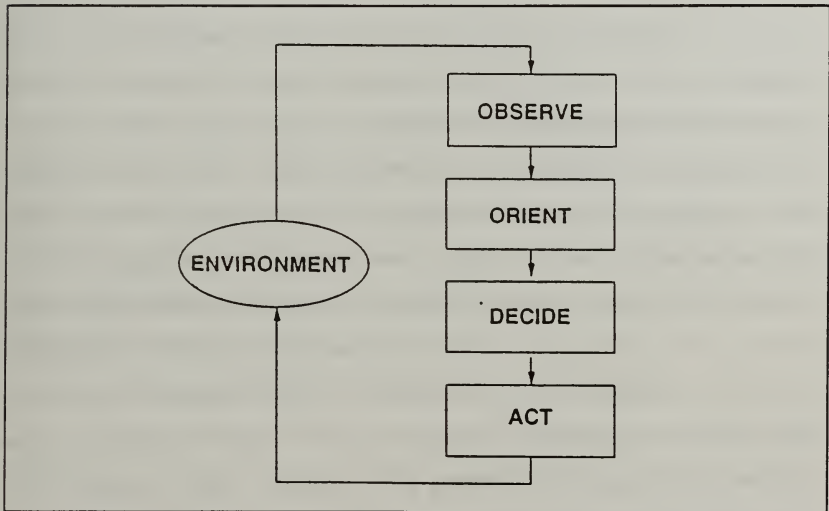 OBSERVE
ORIENT
ENVIRONMENT
DECIDE
ACT